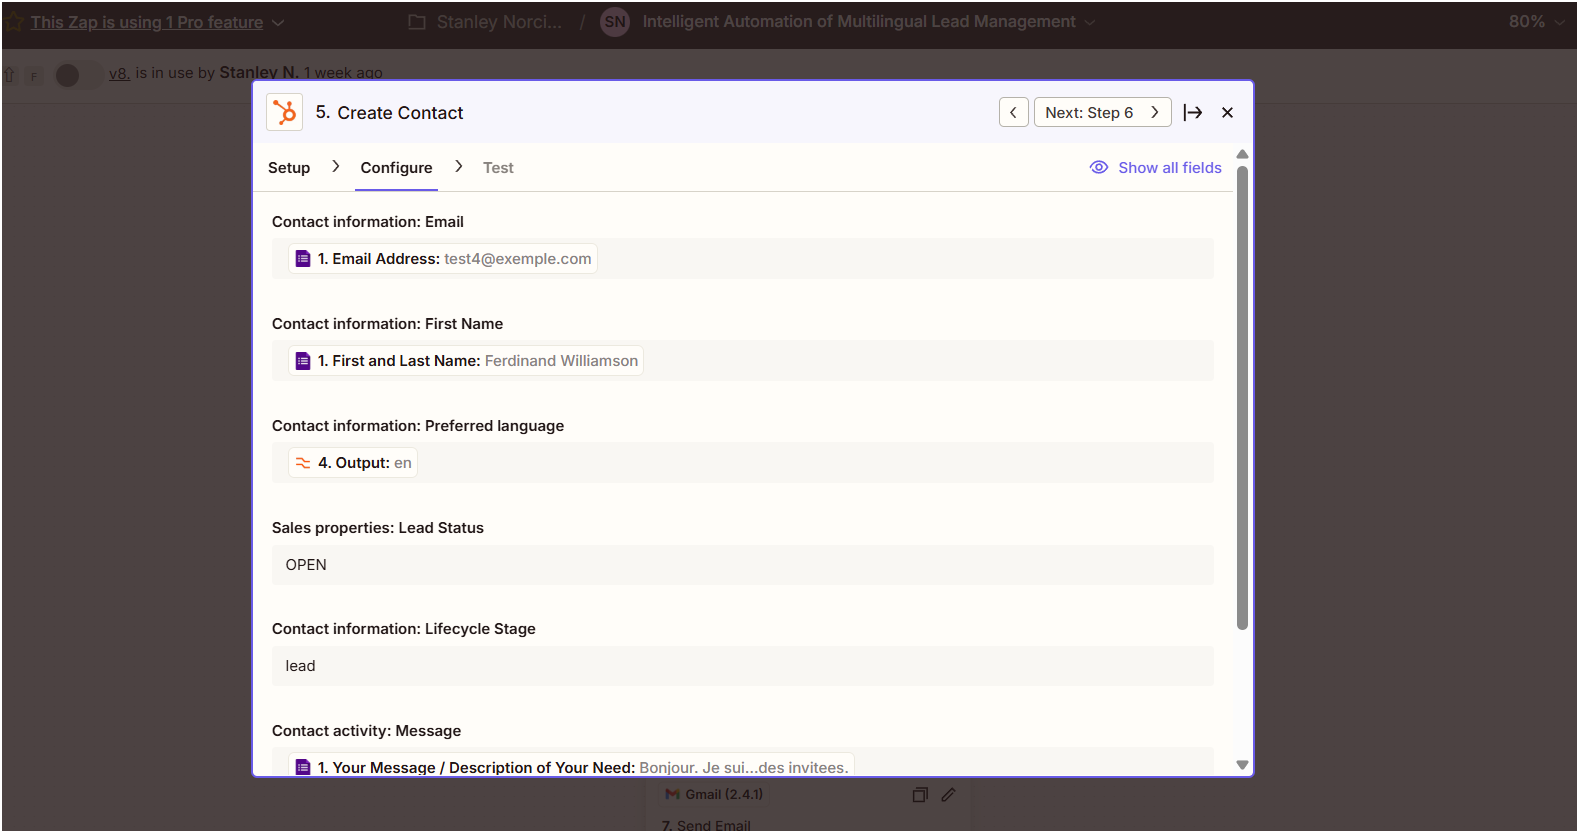 This Zap is using 1 Pro feature
Stanley Norci... / SN Intelligent Automation of Multilingual Lead Management
80%
F
v8. is in use by Stanley N. 1 week ago
5. Create Contact
Next: Step 6
Setup
Configure
Test
Show all fields
Contact information: Email
1. Email Address: test4@exemple.com
Contact information: First Name
1. First and Last Name: Ferdinand Williamson
Contact information: Preferred language
4. Output: en
Sales properties: Lead Status
OPEN
Contact information: Lifecycle Stage
lead
Contact activity: Message
1. Your Message / Description of Your Need: Bonjour. Je sui...des invitees.
Gmail (2.4.1)
7. Send Email